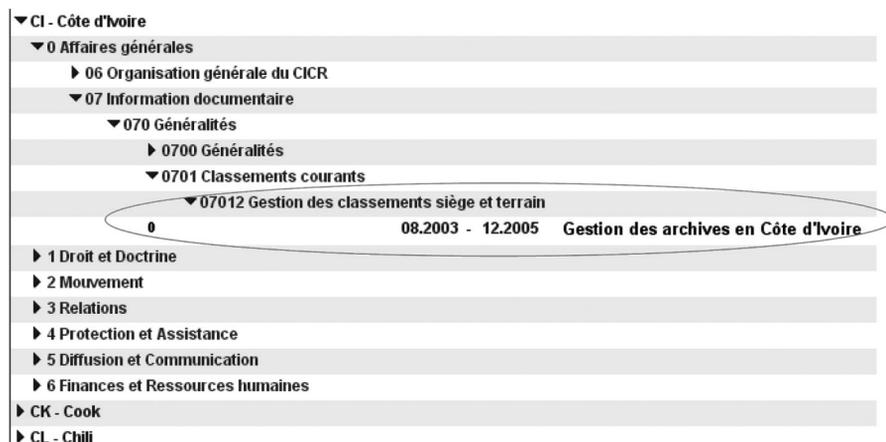 CI - Côte d'Ivoire
0 Affaires générales
06 Organisation générale du CICR
07 Information documentaire
070 Généralités
0700 Généralités
0701 Classements courants
07012 Gestion des classements siège et terrain
0 08.2003 - 12.2005 Gestion des archives en Côte d'Ivoire
1 Droit et Doctrine
2 Mouvement
3 Relations
4 Protection et Assistance
5 Diffusion et Communication
6 Finances et Ressources humaines
CK - Cook
CL - Chili